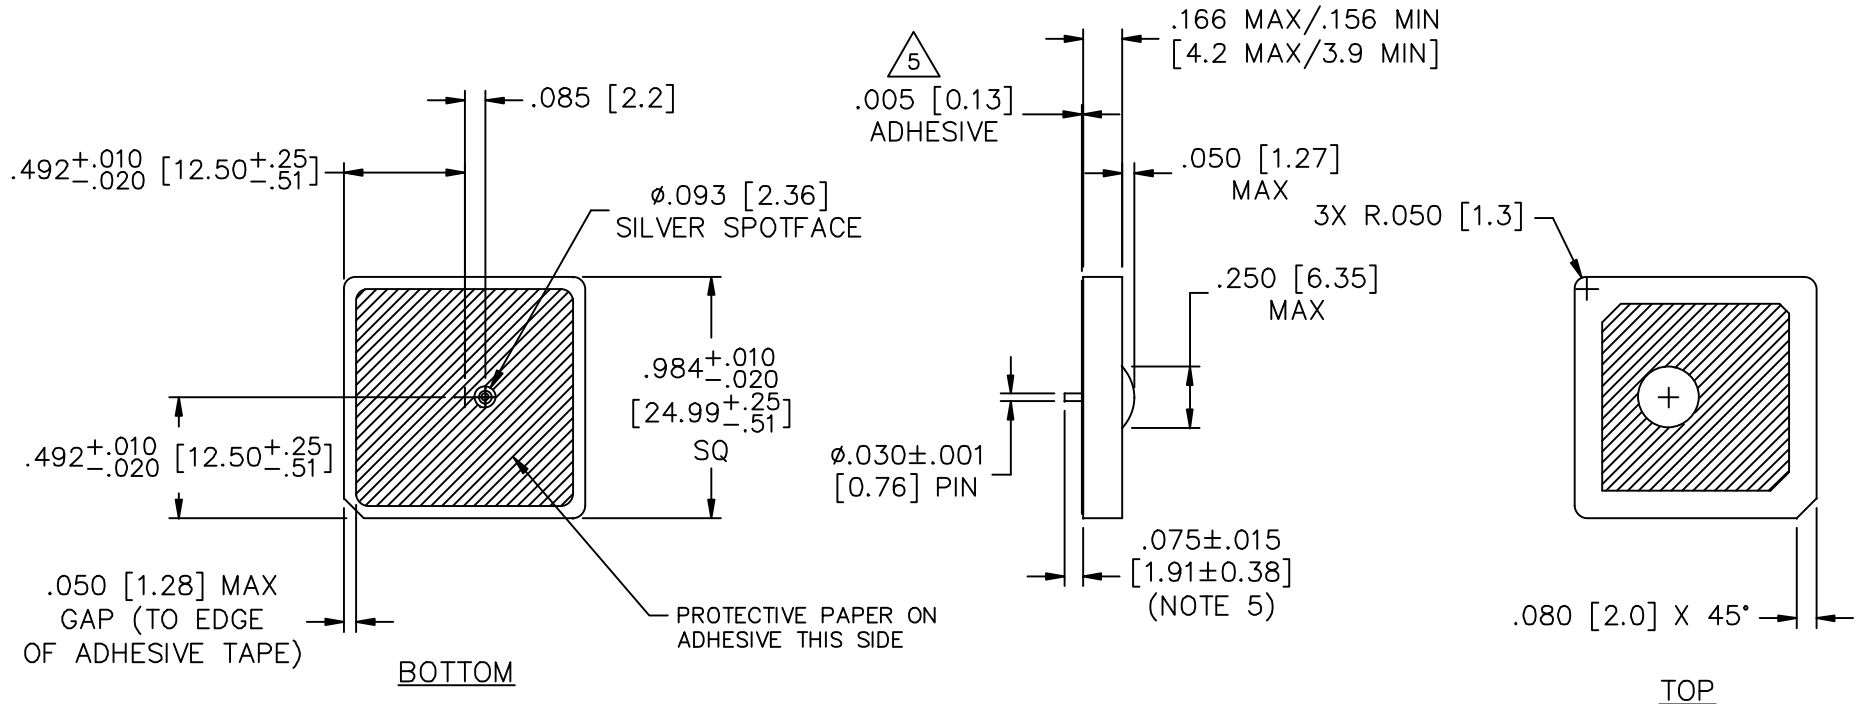 .085 [2.2]
.492+.010
-.020 [12.50+.25
-.51]
ø.093 [2.36]
SILVER SPOTFACE
.984+.010
-.020
[24.99+.25
-.51]
SQ
.492+.010
-.020 [12.50+.25
-.51]
.050 [1.28] MAX
GAP (TO EDGE
OF ADHESIVE TAPE)
PROTECTIVE PAPER ON
ADHESIVE THIS SIDE
BOTTOM
.166 MAX/.156 MIN
[4.2 MAX/3.9 MIN]
5
.005 [0.13]
ADHESIVE
.050 [1.27]
MAX
.250 [6.35]
MAX
ø.030±.001
[0.76] PIN
.075±.015
[1.91±0.38]
(NOTE 5)
3X R.050 [1.3]
.080 [2.0] X 45°
TOP